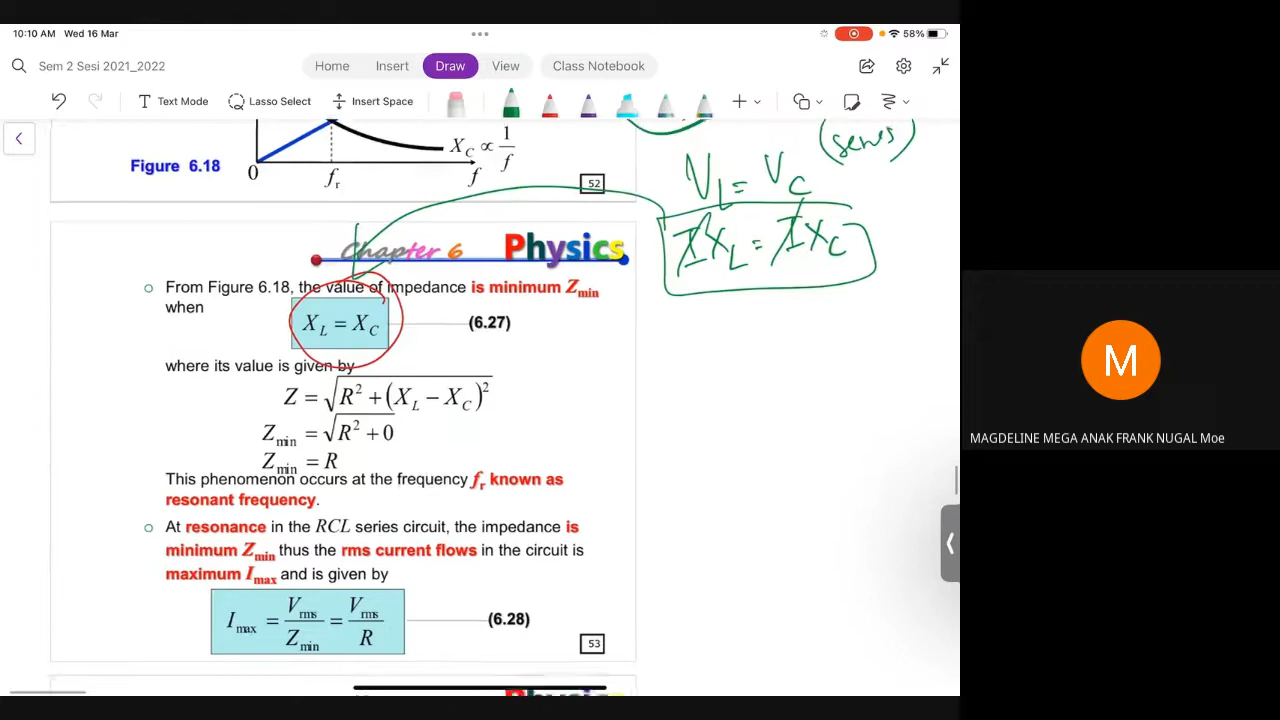 10:10 AM Wed 16 Mar
58%
Sem 2 Sesi 2021_2022
Home Insert Draw View Class Notebook
Text Mode Lasso Select Insert Space
X_C ∝ 1/f
Figure 6.18
0 f_r f
52
(series)
V_L = V_C
I X_L = I X_C
Chapter 6 Physics
From Figure 6.18, the value of impedance is minimum Z_min
when
X_L = X_C (6.27)
where its value is given by
Z = √(R² + (X_L − X_C)²)
Z_min = √(R² + 0)
Z_min = R
This phenomenon occurs at the frequency f_r known as
resonant frequency.
At resonance in the RCL series circuit, the impedance is
minimum Z_min thus the rms current flows in the circuit is
maximum I_max and is given by
I_max = V_rms/Z_min = V_rms/R (6.28)
53
M
MAGDELINE MEGA ANAK FRANK NUGAL Moe